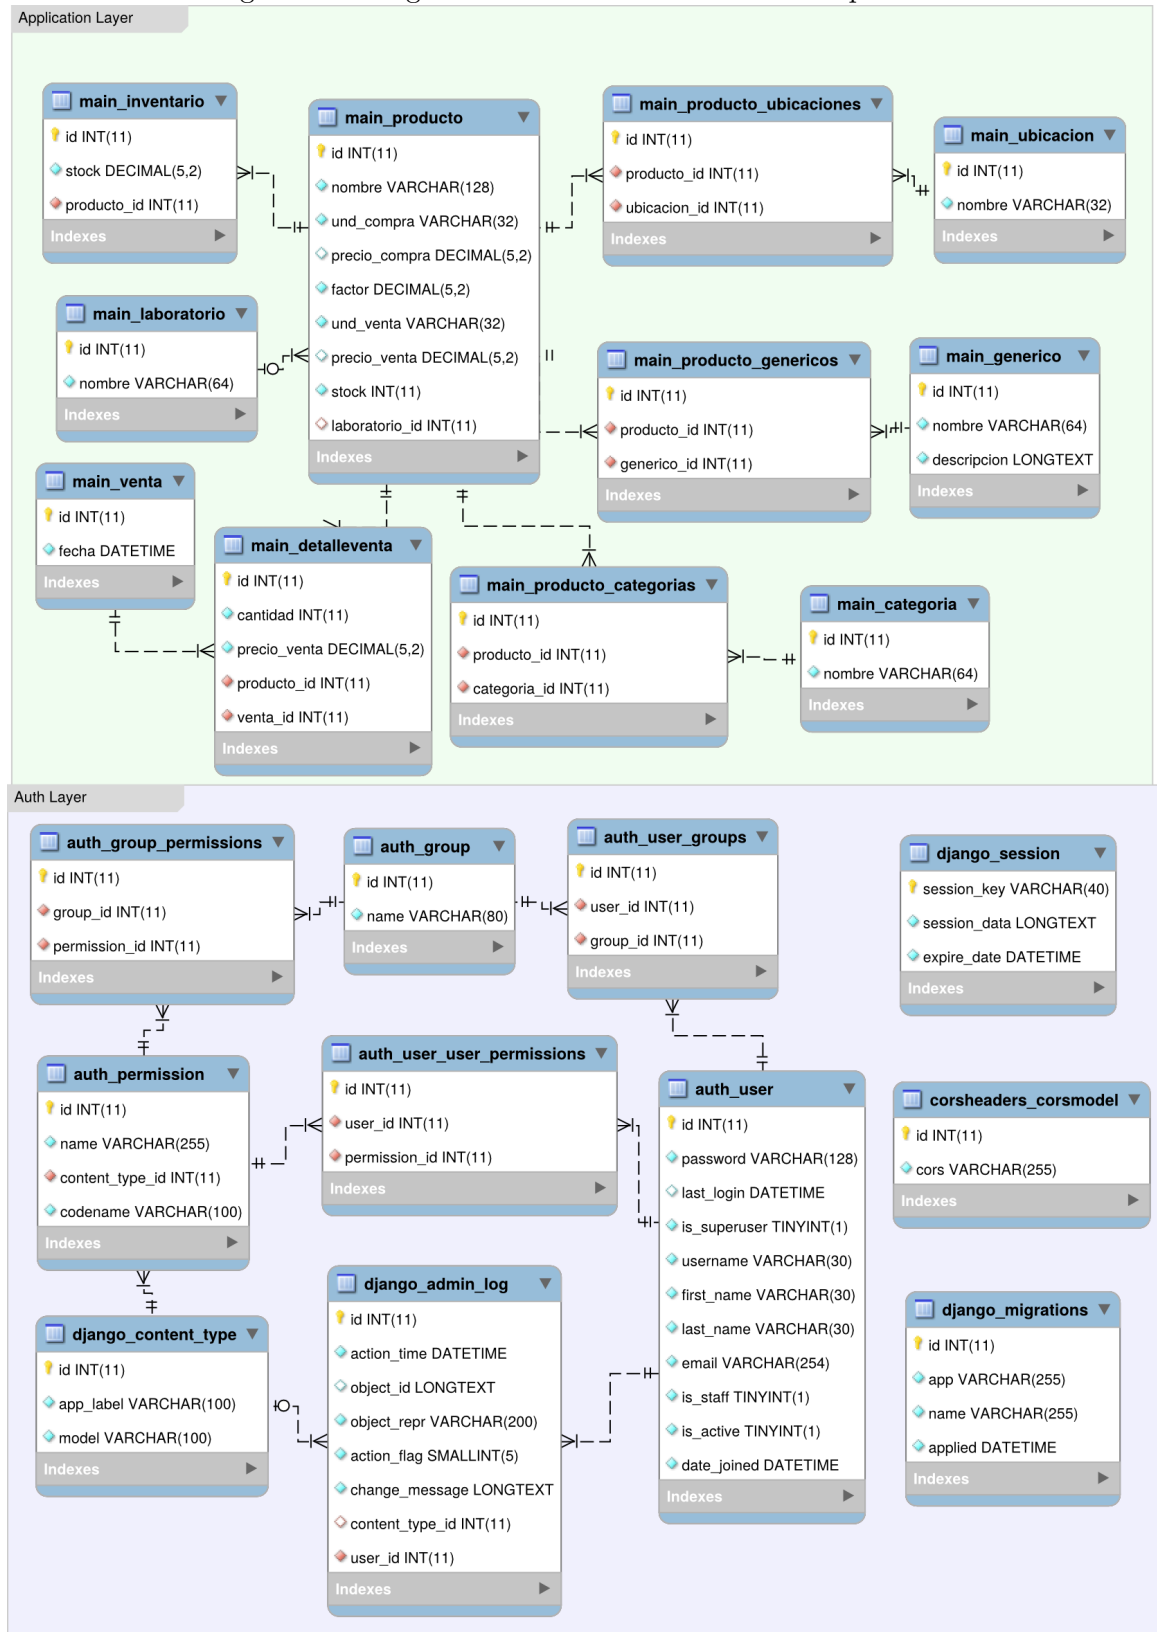 Application Layer
main_inventario
id INT(11)
stock DECIMAL(5,2)
producto_id INT(11)
Indexes
main_producto
id INT(11)
nombre VARCHAR(128)
und_compra VARCHAR(32)
precio_compra DECIMAL(5,2)
factor DECIMAL(5,2)
und_venta VARCHAR(32)
precio_venta DECIMAL(5,2)
stock INT(11)
laboratorio_id INT(11)
Indexes
main_producto_ubicaciones
id INT(11)
producto_id INT(11)
ubicacion_id INT(11)
Indexes
main_ubicacion
id INT(11)
nombre VARCHAR(32)
Indexes
main_laboratorio
id INT(11)
nombre VARCHAR(64)
Indexes
main_producto_genericos
id INT(11)
producto_id INT(11)
generico_id INT(11)
Indexes
main_generico
id INT(11)
nombre VARCHAR(64)
descripcion LONGTEXT
Indexes
main_venta
id INT(11)
fecha DATETIME
Indexes
main_detalleventa
id INT(11)
cantidad INT(11)
precio_venta DECIMAL(5,2)
producto_id INT(11)
venta_id INT(11)
Indexes
main_producto_categorias
id INT(11)
producto_id INT(11)
categoria_id INT(11)
Indexes
main_categoria
id INT(11)
nombre VARCHAR(64)
Indexes
Auth Layer
auth_group_permissions
id INT(11)
group_id INT(11)
permission_id INT(11)
Indexes
auth_group
id INT(11)
name VARCHAR(80)
Indexes
auth_user_groups
id INT(11)
user_id INT(11)
group_id INT(11)
Indexes
django_session
session_key VARCHAR(40)
session_data LONGTEXT
expire_date DATETIME
Indexes
auth_permission
id INT(11)
name VARCHAR(255)
content_type_id INT(11)
codename VARCHAR(100)
Indexes
auth_user_user_permissions
id INT(11)
user_id INT(11)
permission_id INT(11)
Indexes
auth_user
id INT(11)
password VARCHAR(128)
last_login DATETIME
is_superuser TINYINT(1)
username VARCHAR(30)
first_name VARCHAR(30)
last_name VARCHAR(30)
email VARCHAR(254)
is_staff TINYINT(1)
is_active TINYINT(1)
date_joined DATETIME
Indexes
corsheaders_corsmodel
id INT(11)
cors VARCHAR(255)
Indexes
django_content_type
id INT(11)
app_label VARCHAR(100)
model VARCHAR(100)
Indexes
django_admin_log
id INT(11)
action_time DATETIME
object_id LONGTEXT
object_repr VARCHAR(200)
action_flag SMALLINT(5)
change_message LONGTEXT
content_type_id INT(11)
user_id INT(11)
Indexes
django_migrations
id INT(11)
app VARCHAR(255)
name VARCHAR(255)
applied DATETIME
Indexes